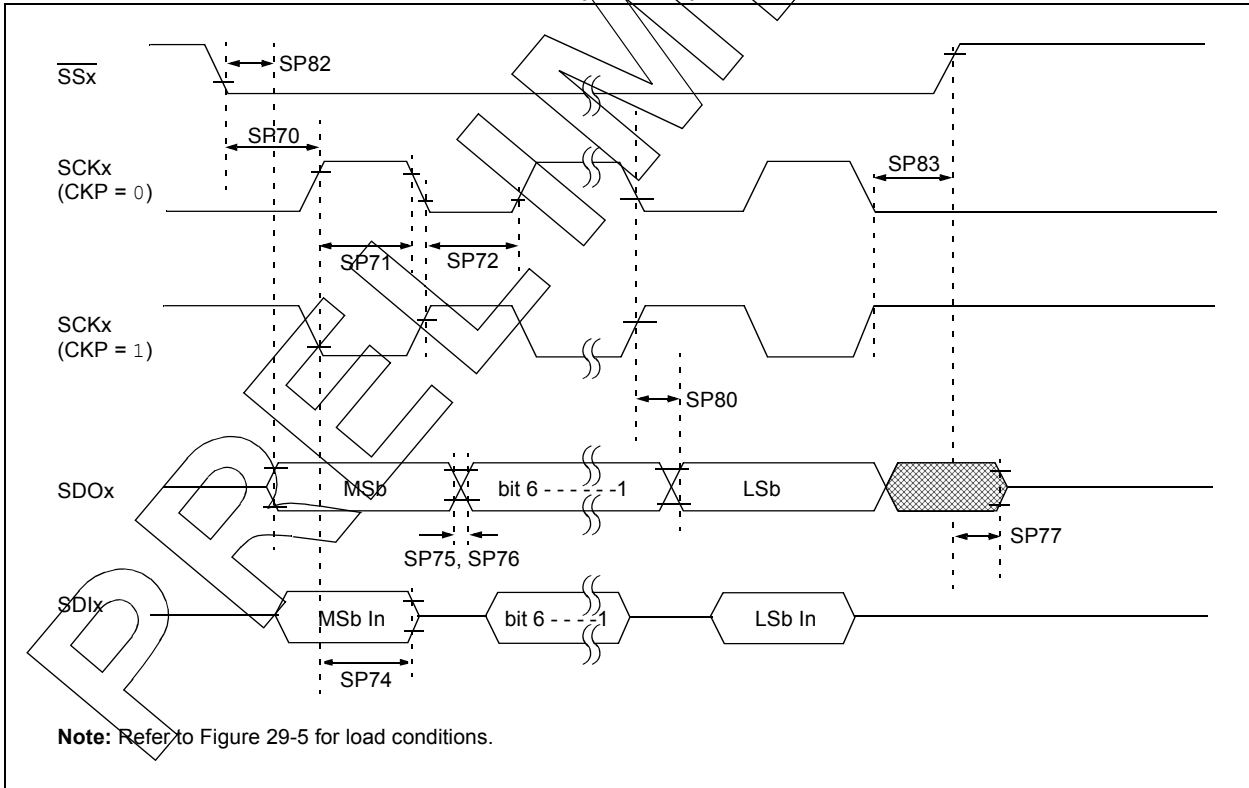 SSx
SP82
SP70
SCKx
(CKP = 0)
SP83
SP71
SP72
SCKx
(CKP = 1)
SP80
SDOx
MSb
bit 6 - - - - - -1
LSb
SP75, SP76
SP77
SDIx
MSb In
bit 6 - - - -1
LSb In
SP74
Note: Refer to Figure 29-5 for load conditions.